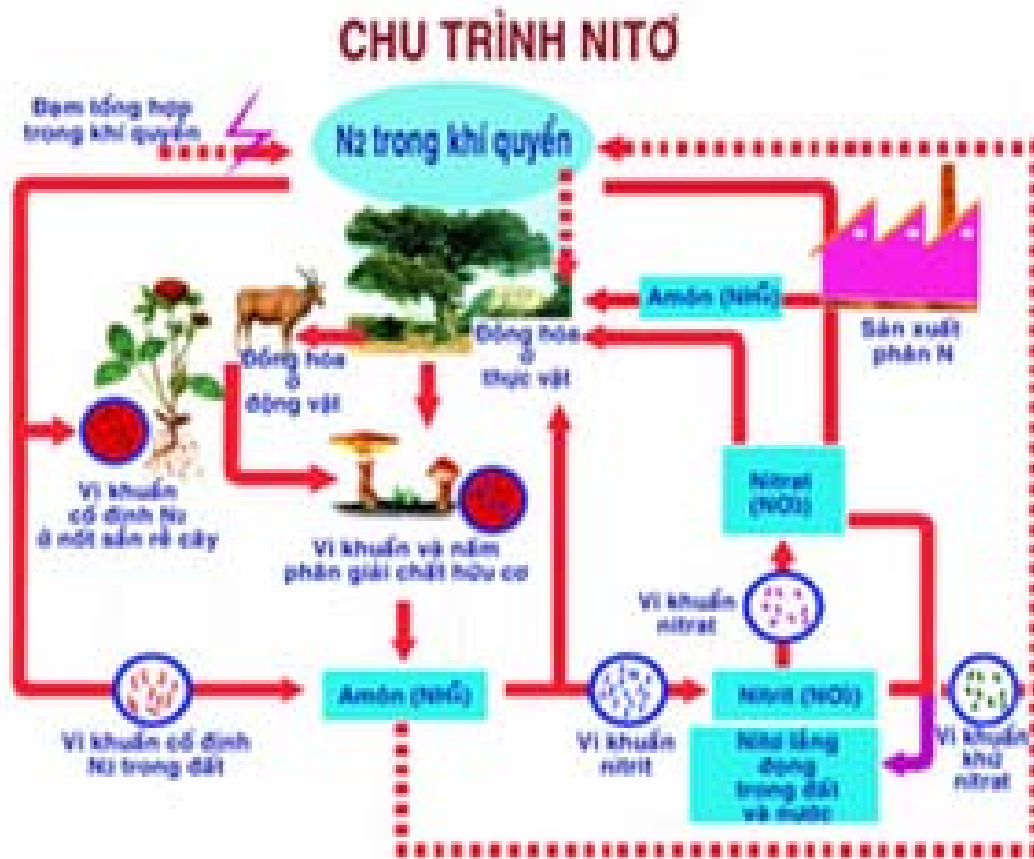 CHU TRÌNH NITƠ
Đạm tổng hợp
trong khí quyển
N2 trong khí quyển
Amôn (NH4)
Sản xuất
phân N
Đồng hóa
ở
động vật
Đồng hóa
ở
thực vật
Vi khuẩn
cố định N2
ở nốt sần rễ cây
Vi khuẩn và nấm
phân giải chất hữu cơ
Nitrat
(NO3)
Vi khuẩn
nitrat
Amôn (NH4)
Nitrit (NO2)
Vi khuẩn cố định
N2 trong đất
Vi khuẩn
nitrit
Nitơ lắng
đọng
trong đất
và nước
Vi khuẩn
khử
nitrat